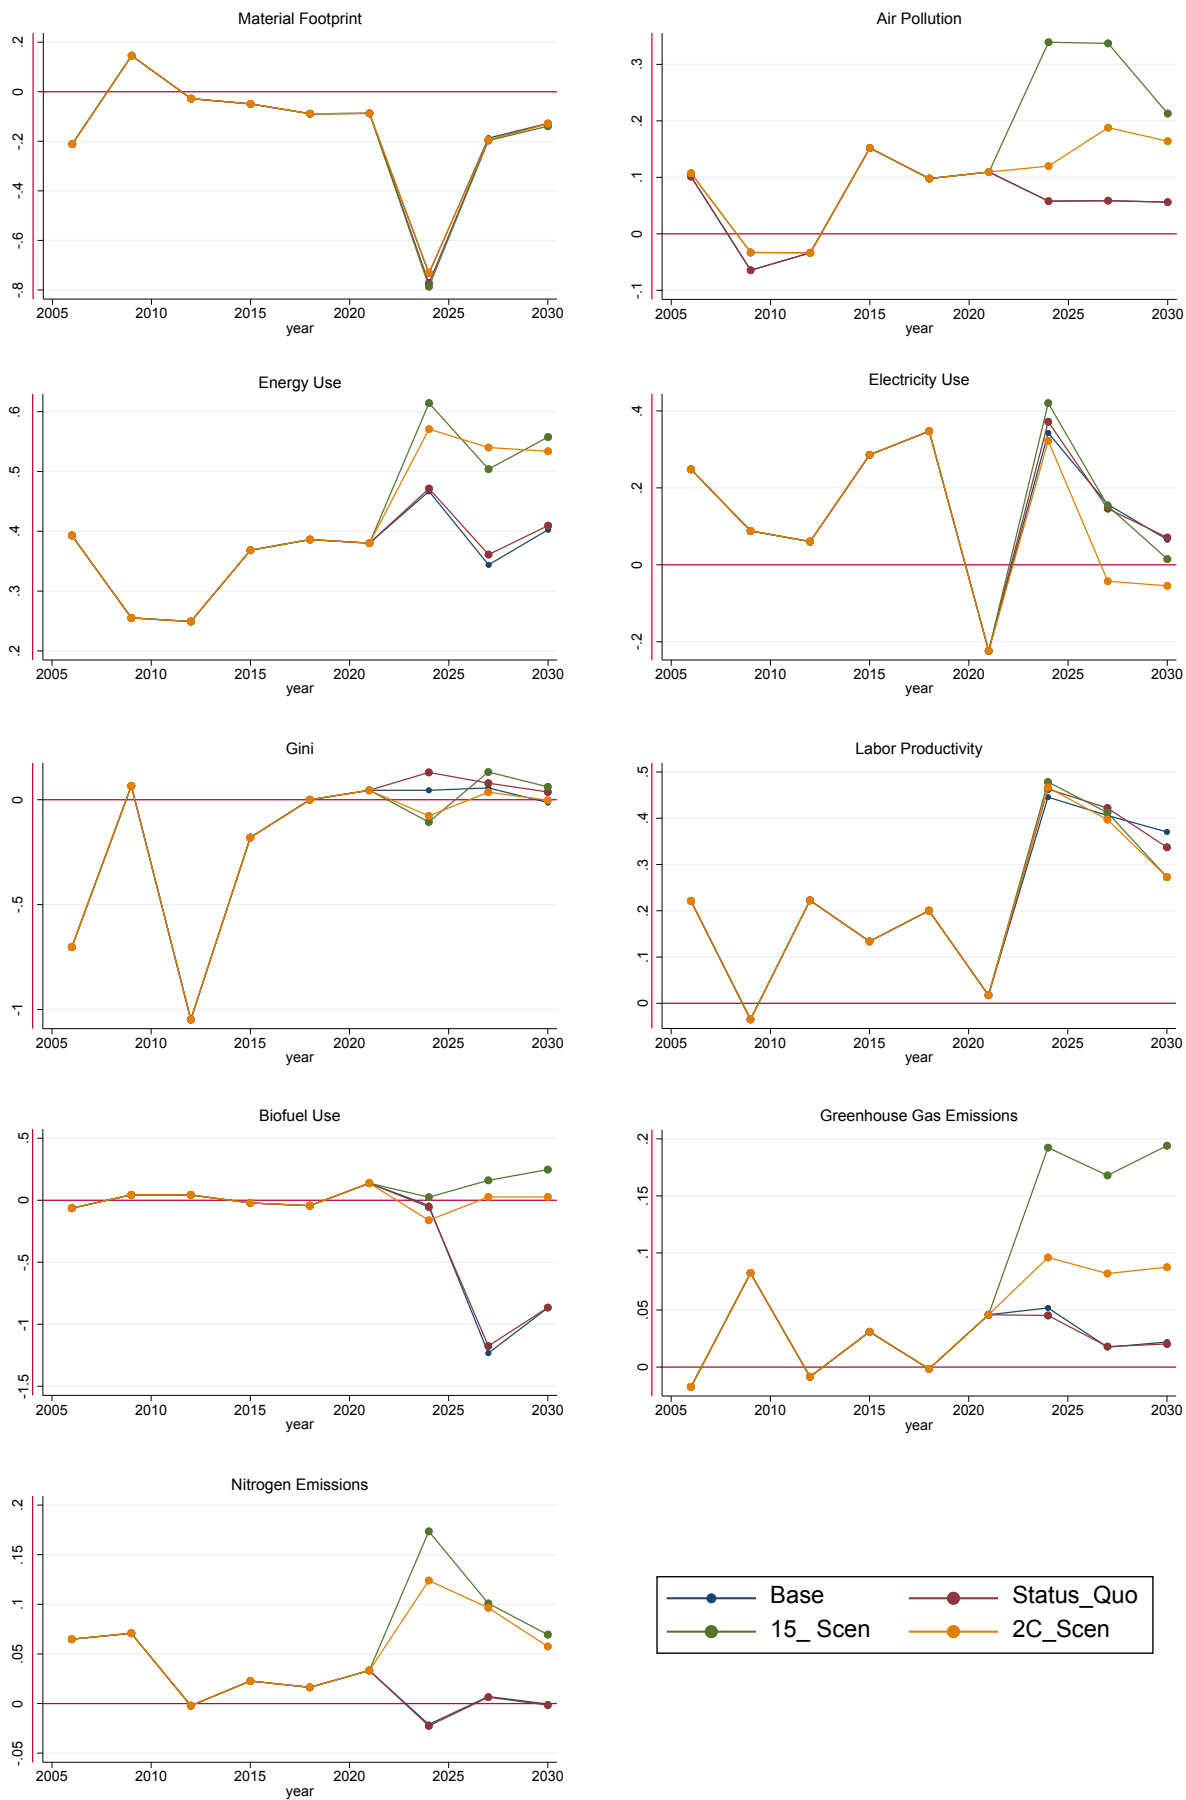 Material Footprint
.2
0
-.2
-.4
-.6
-.8
2005 2010 2015 2020 2025 2030
year
Air Pollution
.3
.2
.1
0
-.1
2005 2010 2015 2020 2025 2030
year
Energy Use
.6
.5
.4
.3
.2
2005 2010 2015 2020 2025 2030
year
Electricity Use
.4
.2
0
-.2
2005 2010 2015 2020 2025 2030
year
Gini
0
-.5
-1
2005 2010 2015 2020 2025 2030
year
Labor Productivity
.5
.4
.3
.2
.1
0
2005 2010 2015 2020 2025 2030
year
Biofuel Use
.5
0
-.5
-1
-1.5
2005 2010 2015 2020 2025 2030
year
Greenhouse Gas Emissions
.2
.15
.1
.05
0
2005 2010 2015 2020 2025 2030
year
Nitrogen Emissions
.2
.15
.1
.05
0
-.05
2005 2010 2015 2020 2025 2030
year
Base Status_Quo
15_ Scen 2C_Scen